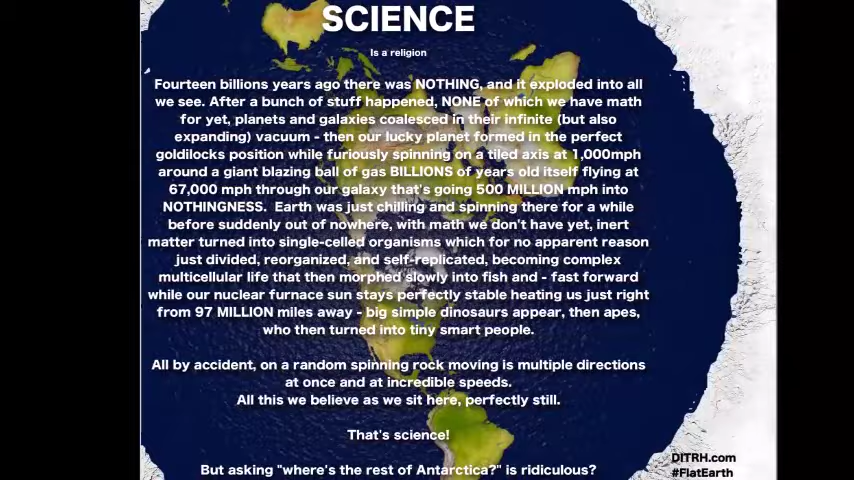 SCIENCE
Is a religion
Fourteen billions years ago there was NOTHING, and it exploded into all
we see. After a bunch of stuff happened, NONE of which we have math
for yet, planets and galaxies coalesced in their infinite (but also
expanding) vacuum - then our lucky planet formed in the perfect
goldilocks position while furiously spinning on a tiled axis at 1,000mph
around a giant blazing ball of gas BILLIONS of years old itself flying at
67,000 mph through our galaxy that's going 500 MILLION mph into
NOTHINGNESS. Earth was just chilling and spinning there for a while
before suddenly out of nowhere, with math we don't have yet, inert
matter turned into single-celled organisms which for no apparent reason
just divided, reorganized, and self-replicated, becoming complex
multicellular life that then morphed slowly into fish and - fast forward
while our nuclear furnace sun stays perfectly stable heating us just right
from 97 MILLION miles away - big simple dinosaurs appear, then apes,
who then turned into tiny smart people.
All by accident, on a random spinning rock moving is multiple directions
at once and at incredible speeds.
All this we believe as we sit here, perfectly still.
That's science!
But asking "where's the rest of Antarctica?" is ridiculous?
DITRH.com
#FlatEarth